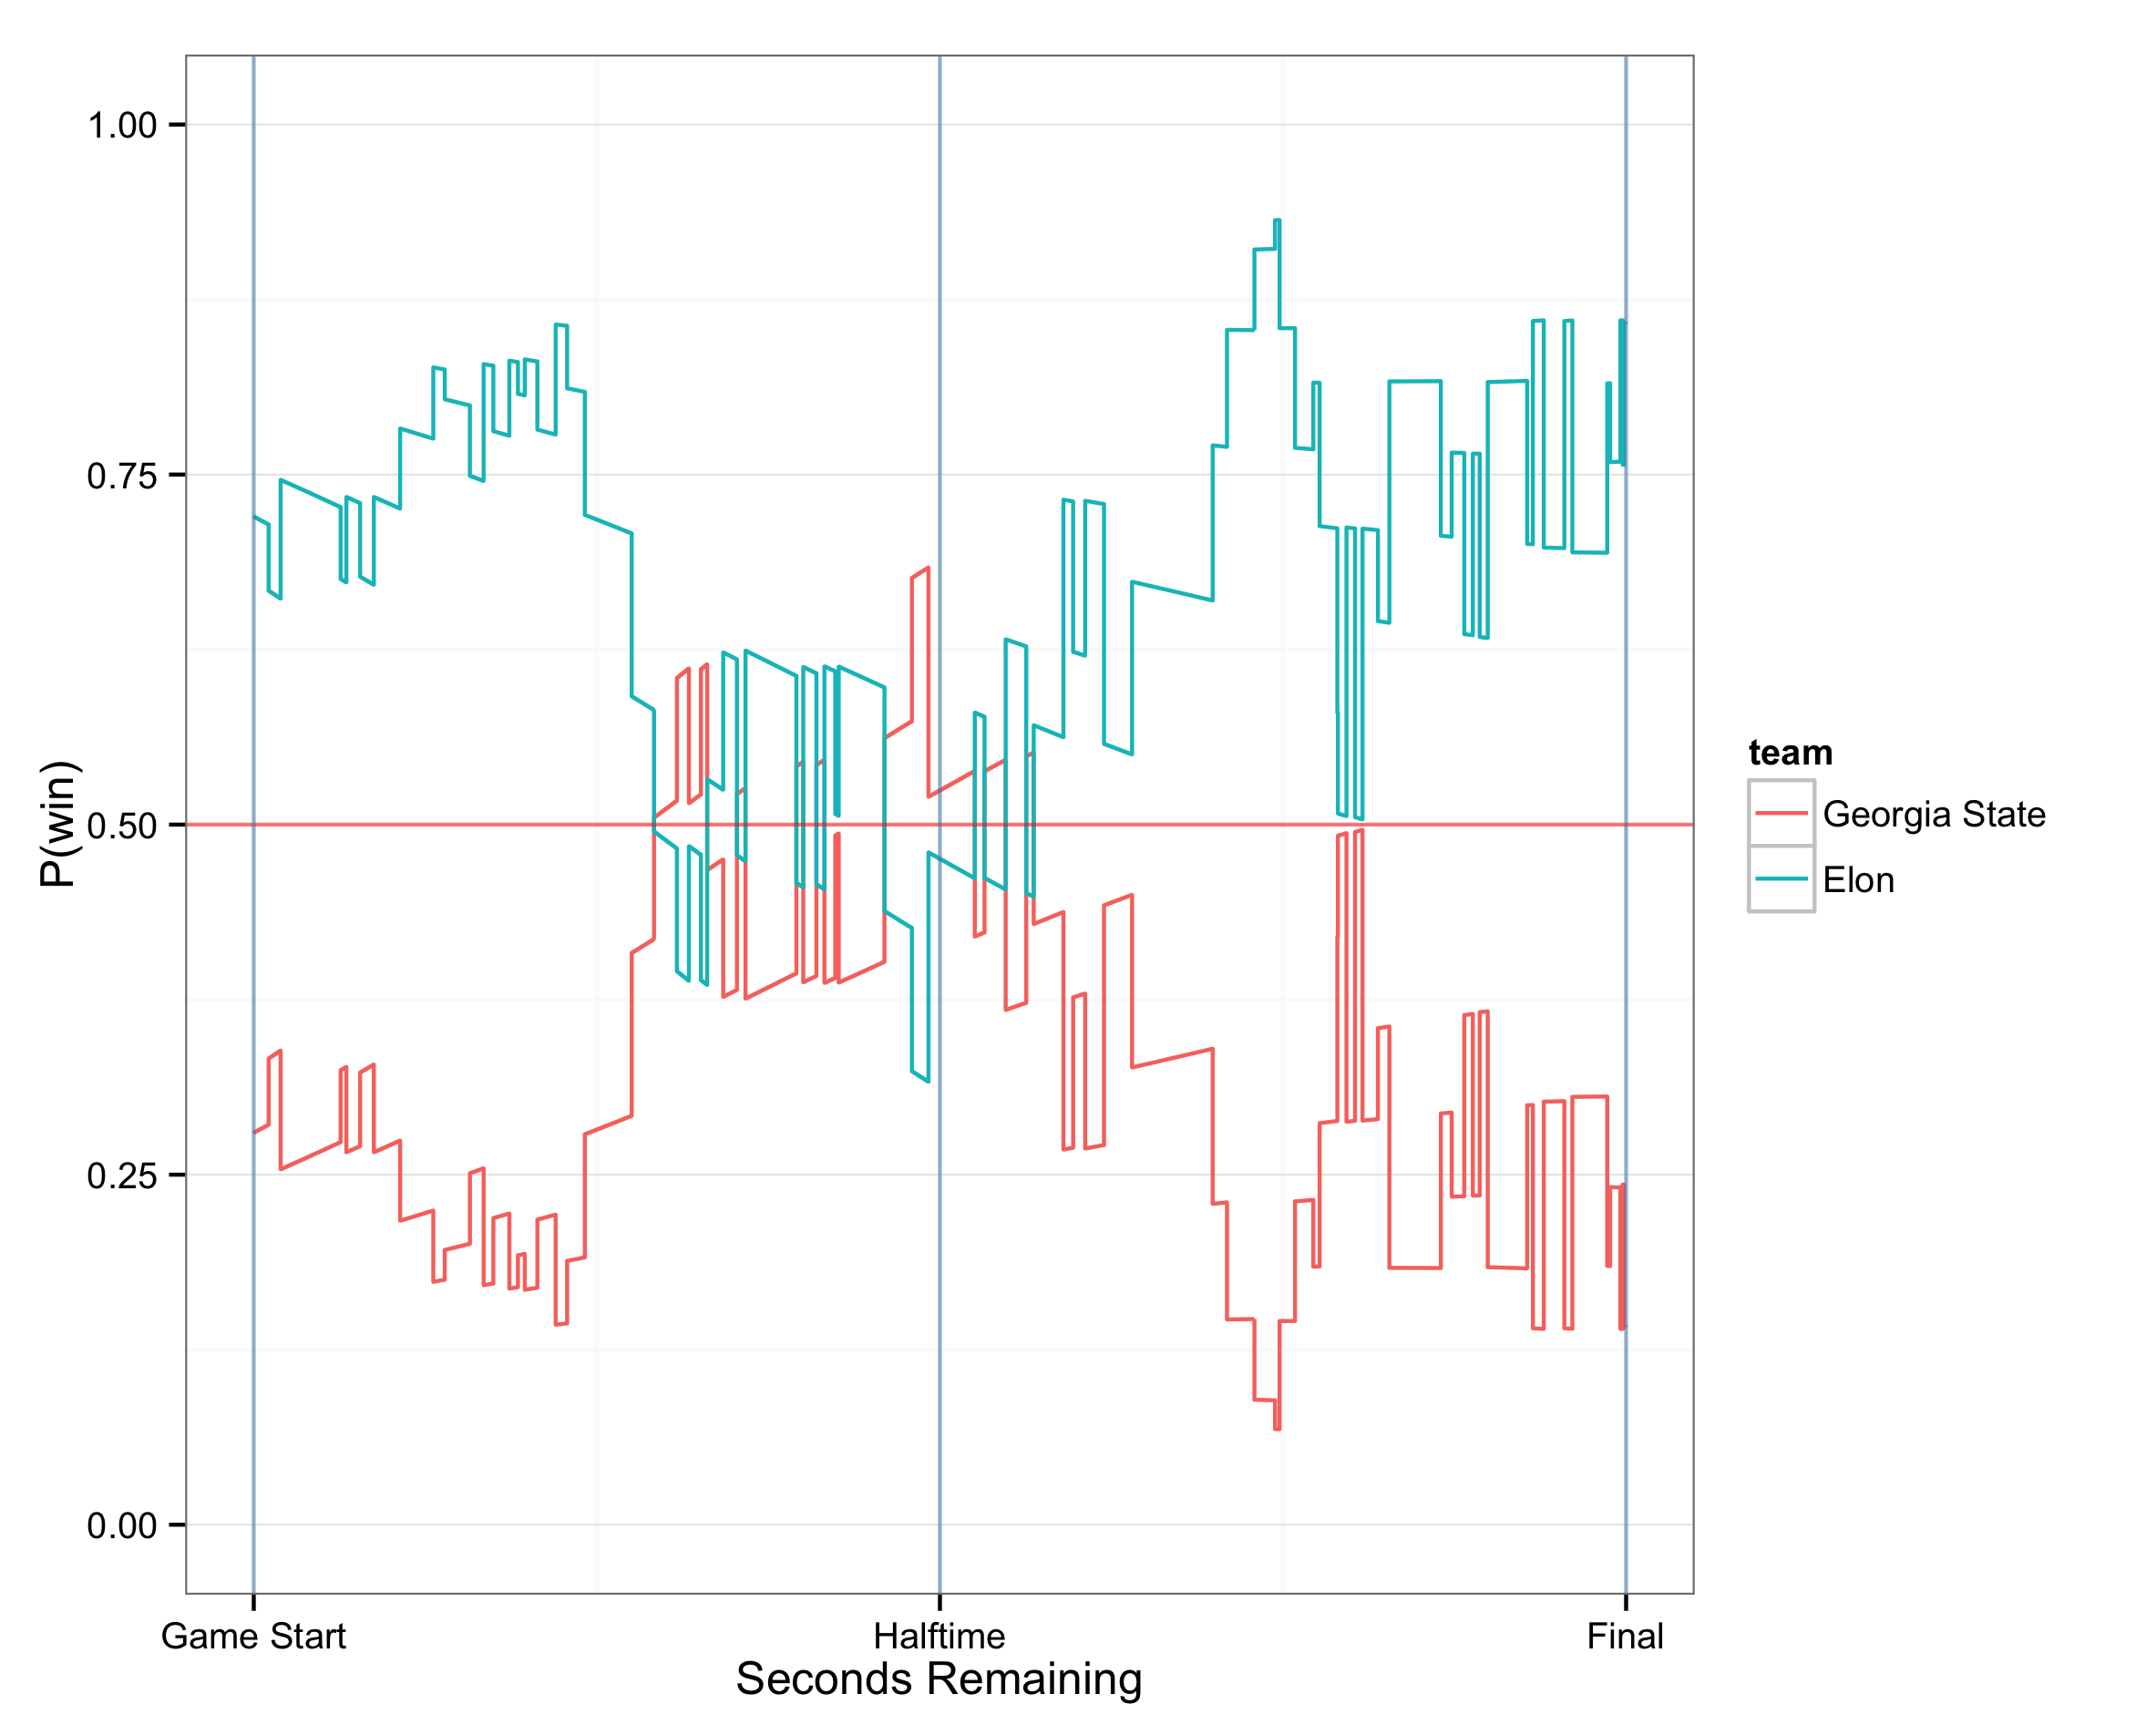 1.00
0.75
0.50
0.25
0.00
P(win)
Game Start
Halftime
Final
Seconds Remaining
team
Georgia State
Elon